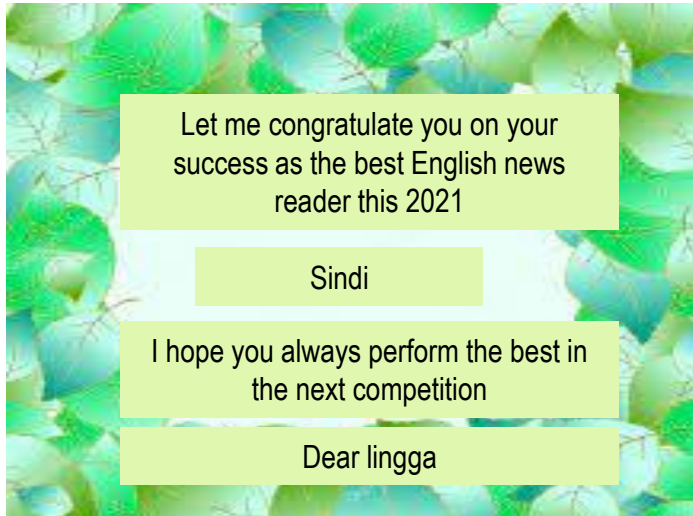 Let me congratulate you on your
success as the best English news
reader this 2021
Sindi
I hope you always perform the best in
the next competition
Dear lingga